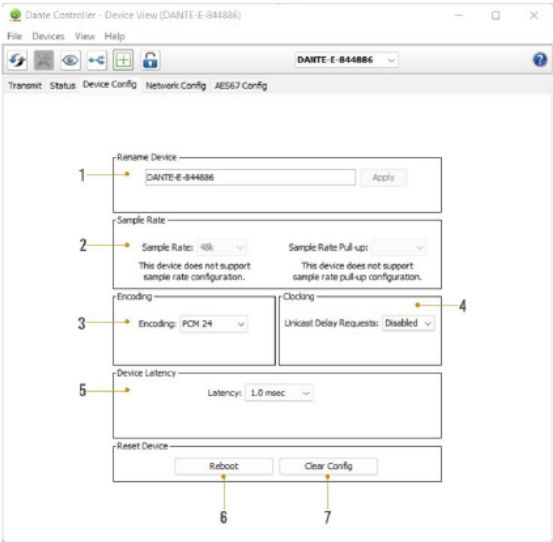 Dante Controller - Device View (DANTE-E-844886)
File Devices View Help
DANTE-E-844886
Transmit Status Device Config Network Config AES67 Config
Rename Device
1
DANTE-E-844886
Apply
Sample Rate
2
Sample Rate: 48k
Sample Rate Pull-up:
This device does not support
sample rate configuration.
This device does not support
sample rate pull-up configuration.
Encoding
3
Encoding: PCM 24
Clocking
4
Unicast Delay Requests: Disabled
Device Latency
5
Latency: 1.0 msec
Reset Device
Reboot
Clear Config
6
7